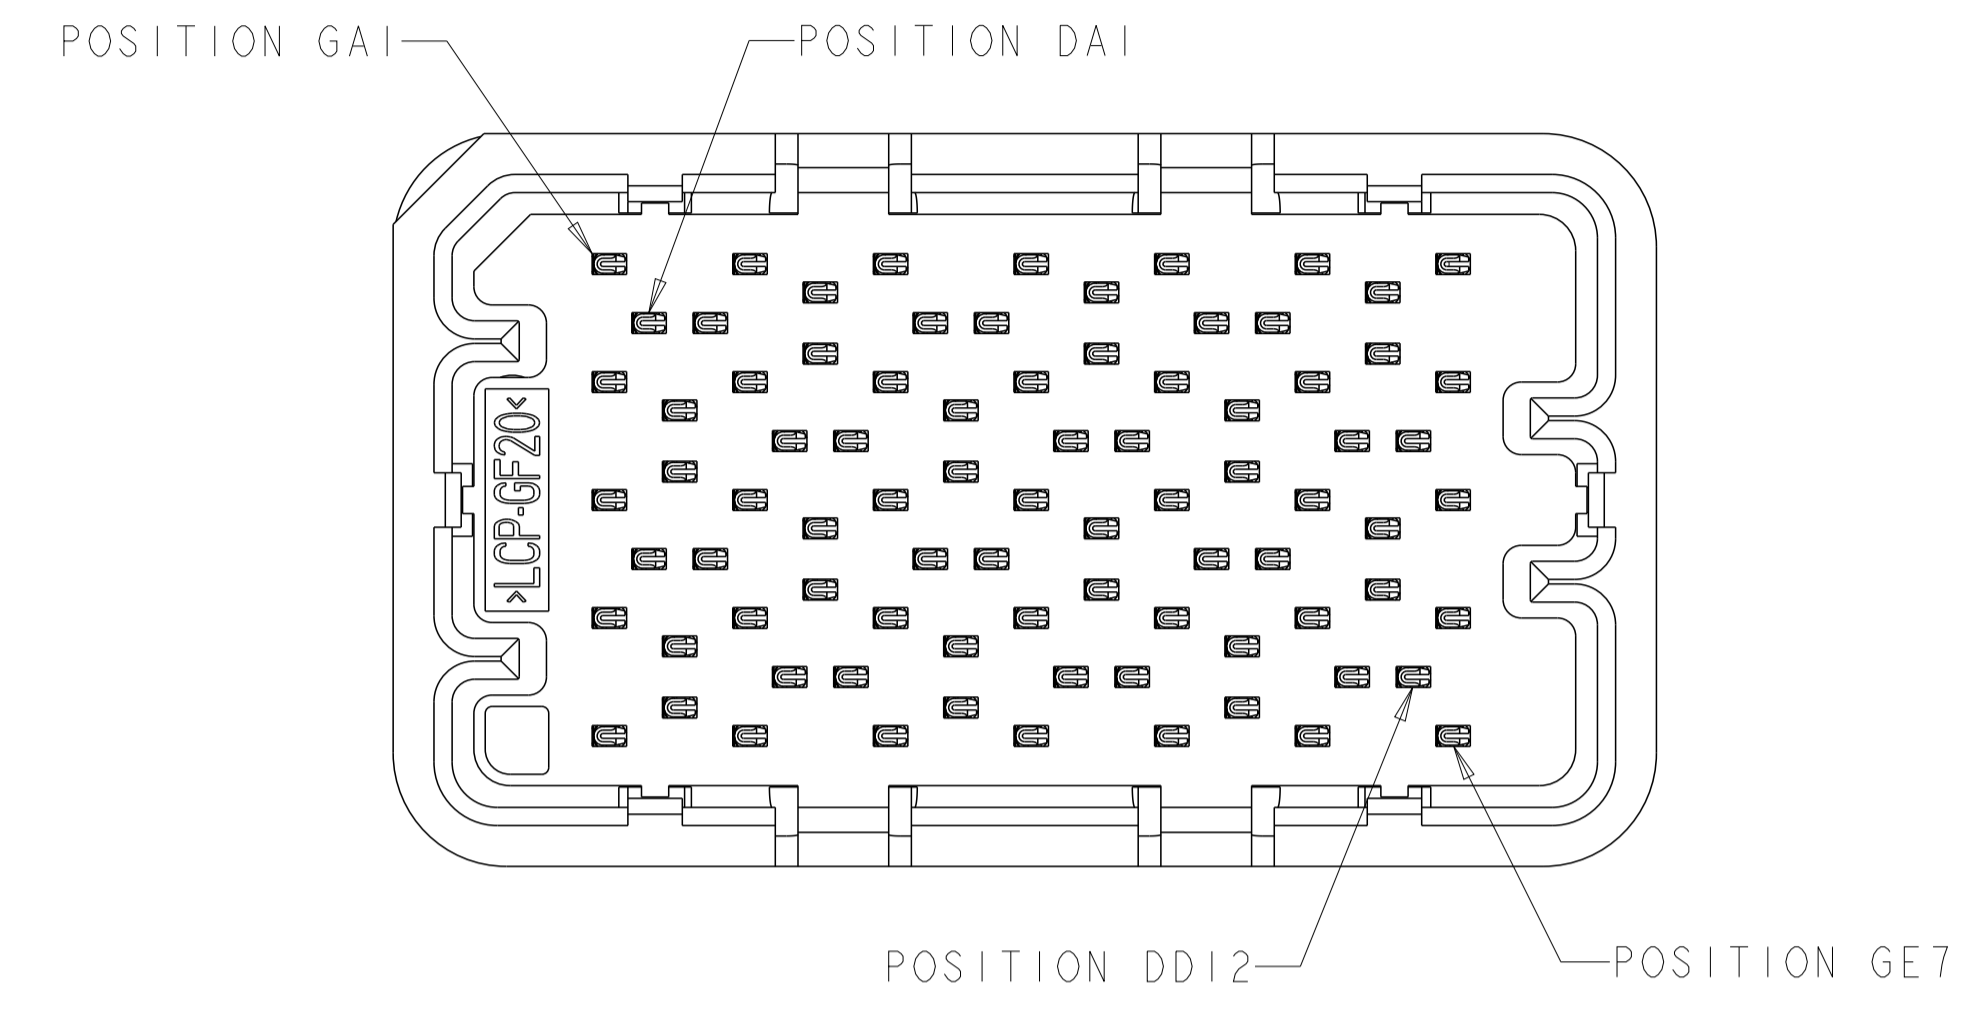 POSITION GA1
POSITION DA1
>LCP-GF20<
POSITION DD12
POSITION GE7